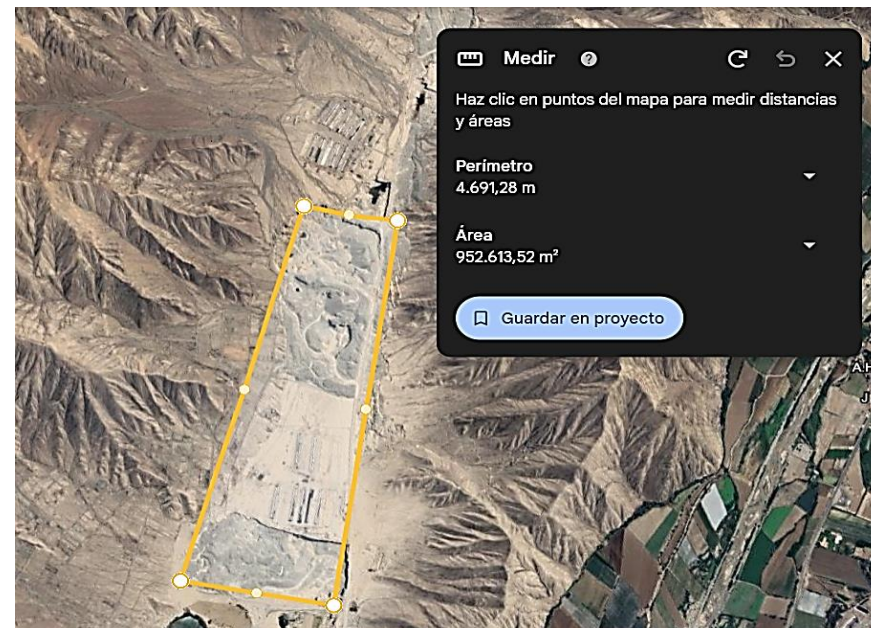 Medir
Haz clic en puntos del mapa para medir distancias
y áreas
Perímetro
4.691,28 m
Área
952.613,52 m²
Guardar en proyecto
A.H
J